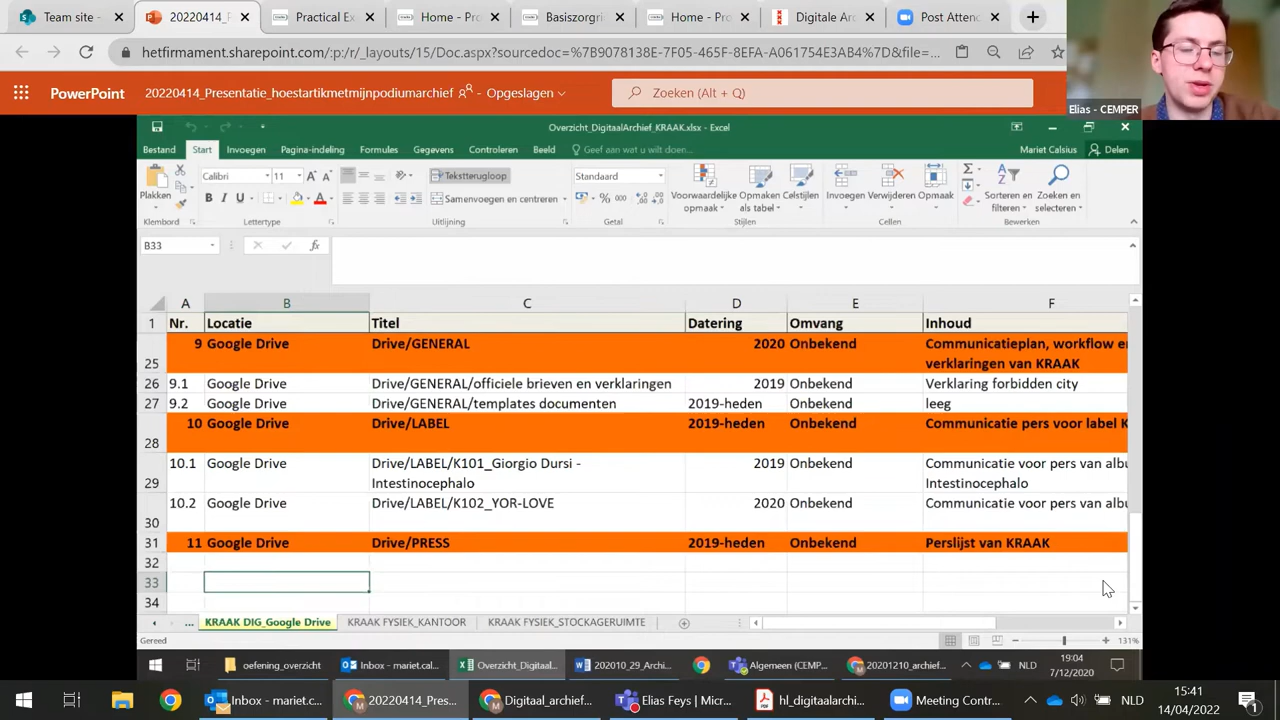 Team site -
20220414_Pres
Practical Ex
Home - Pro
Basiszorgri
Home - Pro
Digitale Arc
Post Attend
hetfirmament.sharepoint.com/:p:/r/_layouts/15/Doc.aspx?sourcedoc=%7B9078138E-7F05-465F-8EFA-A061754E3AB4%7D&file=...
PowerPoint
20220414_Presentatie_hoestartikmetmijnpodiumarchief - Opgeslagen
Zoeken (Alt + Q)
Elias - CEMPER
Overzicht_DigitaalArchief_KRAAK.xlsx - Excel
Bestand Start Invoegen Pagina-indeling Formules Gegevens Controleren Beeld Geef aan wat u wilt doen... Mariet Calsius Delen
Plakken
Calibri 11
B I U
Tekstterugloop
Samenvoegen en centreren
Standaard
% 000
Voorwaardelijke opmaak
Opmaken als tabel
Celstijlen
Invoegen Verwijderen Opmaak
Sorteren en filteren
Zoeken en selecteren
Klembord Lettertype Uitlijning Getal Stijlen Cellen Bewerken
B33 fx
A B C D E F
1 Nr. Locatie Titel Datering Omvang Inhoud
25 9 Google Drive Drive/GENERAL 2020 Onbekend Communicatieplan, workflow en
verklaringen van KRAAK
26 9.1 Google Drive Drive/GENERAL/officiele brieven en verklaringen 2019 Onbekend Verklaring forbidden city
27 9.2 Google Drive Drive/GENERAL/templates documenten 2019-heden Onbekend leeg
28 10 Google Drive Drive/LABEL 2019-heden Onbekend Communicatie pers voor label K
29 10.1 Google Drive Drive/LABEL/K101_Giorgio Dursi - 2019 Onbekend Communicatie voor pers van albu
Intestinocephalo Intestinocephalo
30 10.2 Google Drive Drive/LABEL/K102_YOR-LOVE 2020 Onbekend Communicatie voor pers van albu
31 11 Google Drive Drive/PRESS 2019-heden Onbekend Perslijst van KRAAK
32
33
34
... KRAAK DIG_Google Drive KRAAK FYSIEK_KANTOOR KRAAK FYSIEK_STOCKAGERUIMTE
Gereed 131%
oefening_overzicht Inbox - mariet.cal... Overzicht_Digitaal... 202010_29_Archi... Algemeen (CEMP... 20201210_archief... NLD 19:04
7/12/2020
Inbox - mariet.c... 20220414_Pres... Digitaal_archief... Elias Feys | Micr... hl_digitaalarchi... Meeting Contr... NLD 15:41
14/04/2022
1